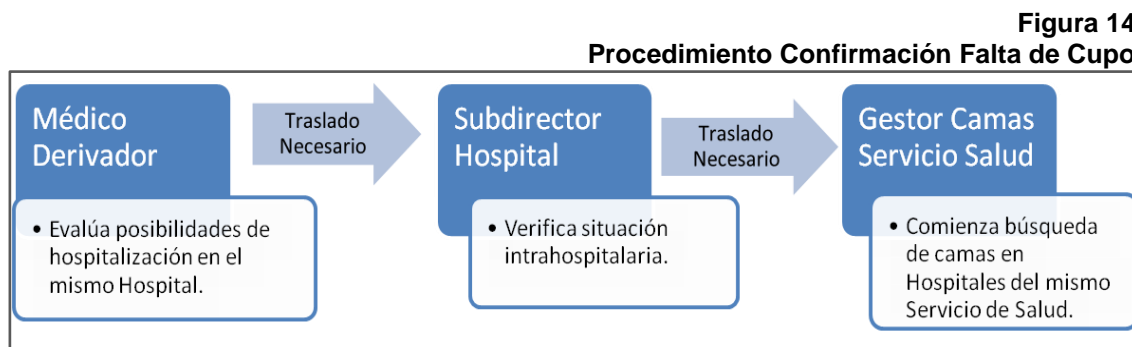 Figura 14
Procedimiento Confirmación Falta de Cupo
Médico
Derivador
• Evalúa posibilidades de
hospitalización en el
mismo Hospital.
Traslado
Necesario
Subdirector
Hospital
• Verifica situación
intrahospitalaria.
Traslado
Necesario
Gestor Camas
Servicio Salud
• Comienza búsqueda
de camas en
Hospitales del mismo
Servicio de Salud.